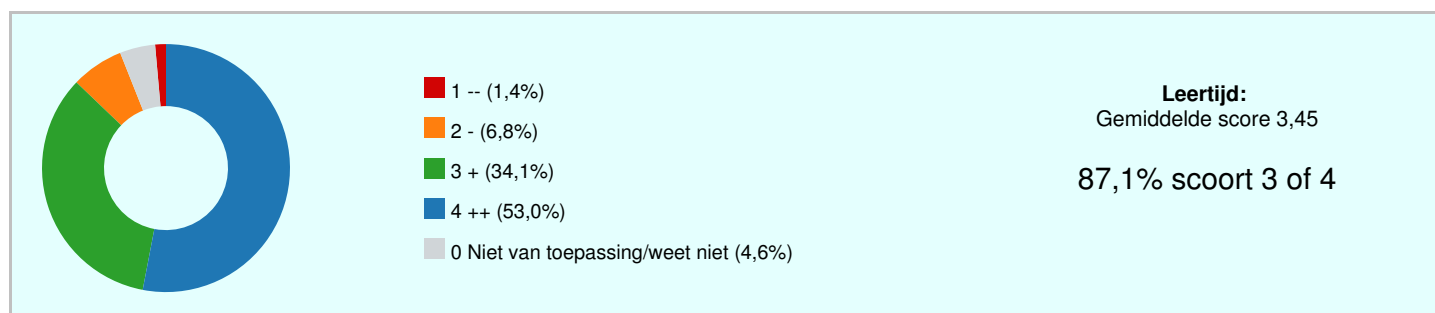 1 -- (1,4%)
2 - (6,8%)
3 + (34,1%)
4 ++ (53,0%)
0 Niet van toepassing/weet niet (4,6%)
Leertijd:
Gemiddelde score 3,45
87,1% scoort 3 of 4